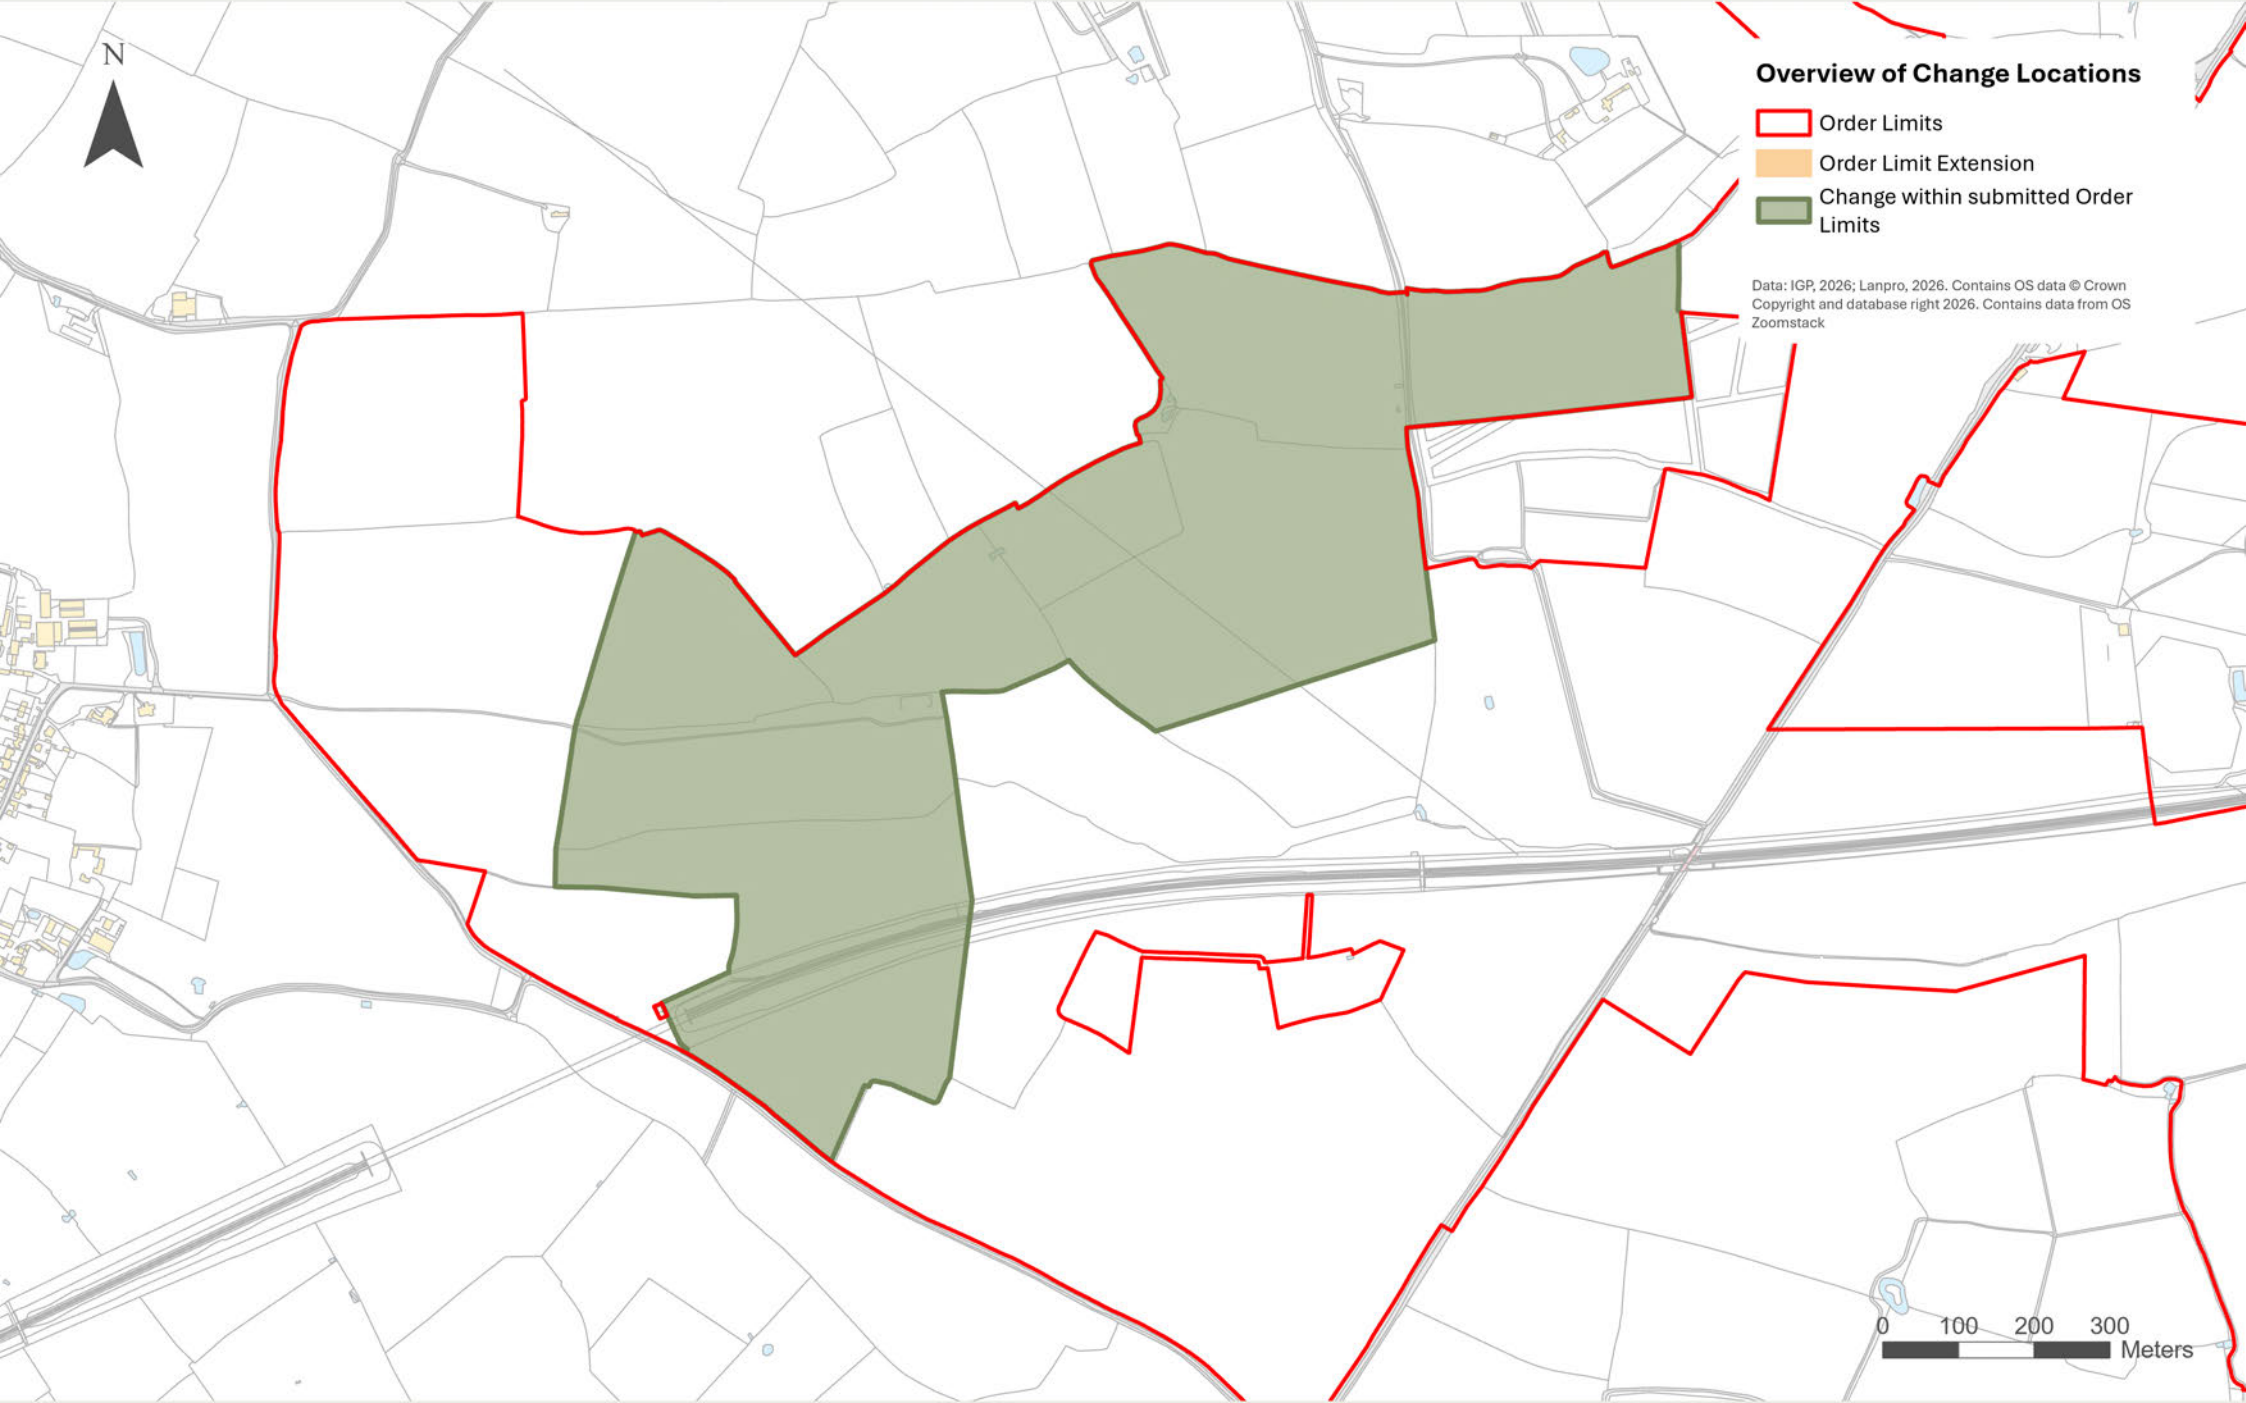 N
Overview of Change Locations
Order Limits
Order Limit Extension
Change within submitted Order
Limits
Data: IGP, 2026; Lanpro, 2026. Contains OS data © Crown
Copyright and database right 2026. Contains data from OS
Zoomstack
0 100 200 300
Meters